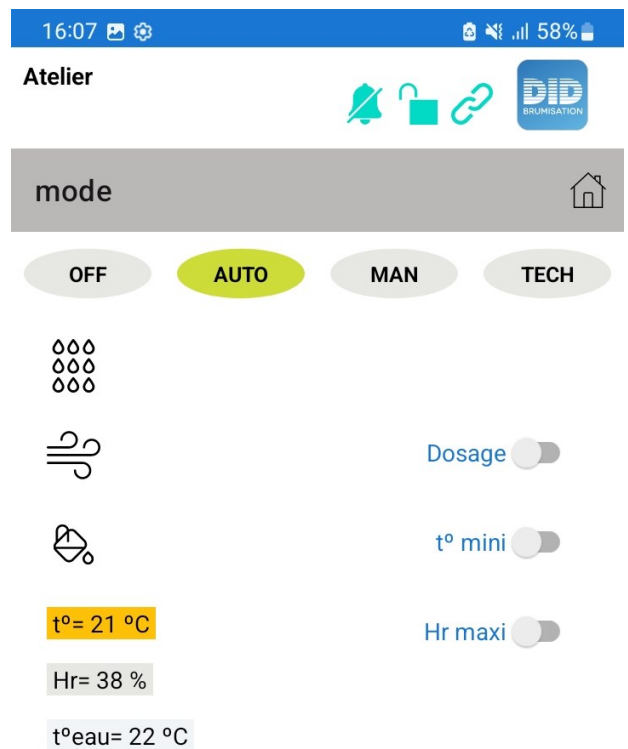 16:07 58%
Atelier
DID
BRUMISATION
mode
OFF AUTO MAN TECH
Dosage
tº mini
tº= 21 ºC
Hr maxi
Hr= 38 %
tºeau= 22 ºC